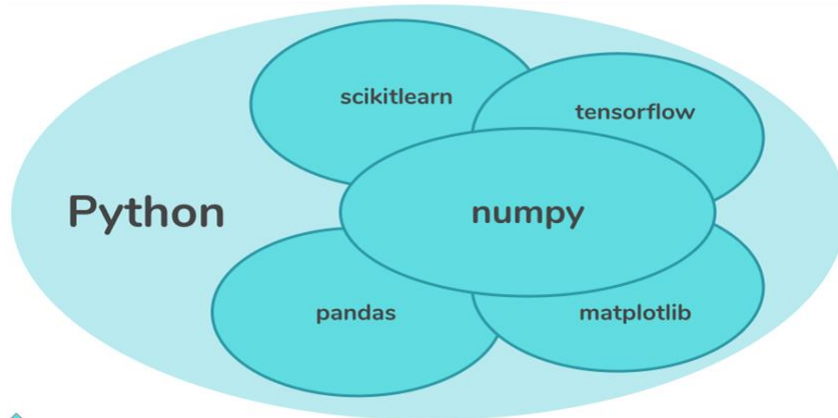 scikitlearn
tensorflow
Python
numpy
pandas
matplotlib